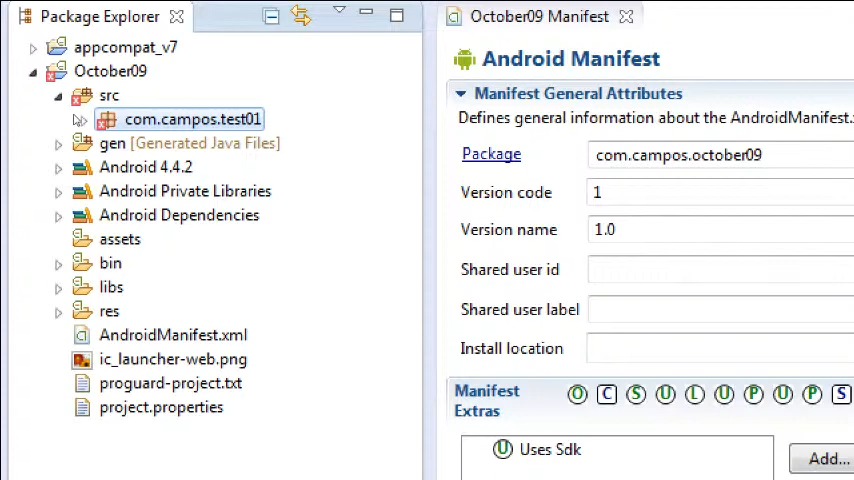 Package Explorer
appcompat_v7
October09
src
com.campos.test01
gen [Generated Java Files]
Android 4.4.2
Android Private Libraries
Android Dependencies
assets
bin
libs
res
AndroidManifest.xml
ic_launcher-web.png
proguard-project.txt
project.properties
October09 Manifest
Android Manifest
Manifest General Attributes
Defines general information about the AndroidManifest.
Package com.campos.october09
Version code 1
Version name 1.0
Shared user id
Shared user label
Install location
Manifest Extras O C S U L U P U P S
U Uses Sdk
Add...